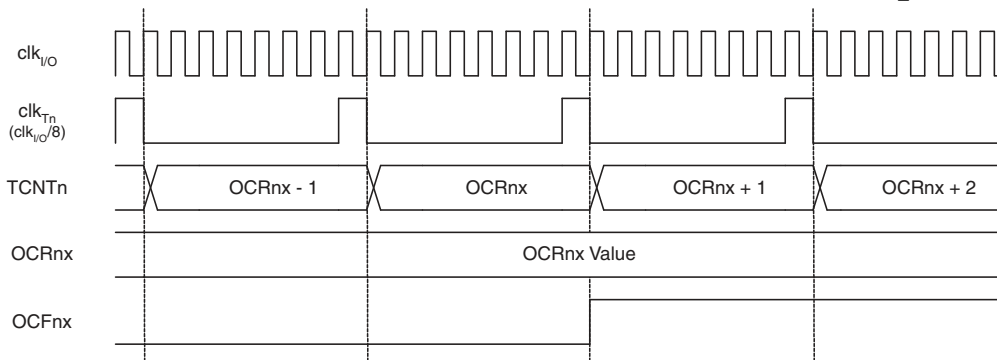 clkI/O
clkTn
(clkI/O/8)
TCNTn OCRnx - 1 OCRnx OCRnx + 1 OCRnx + 2
OCRnx OCRnx Value
OCFnx